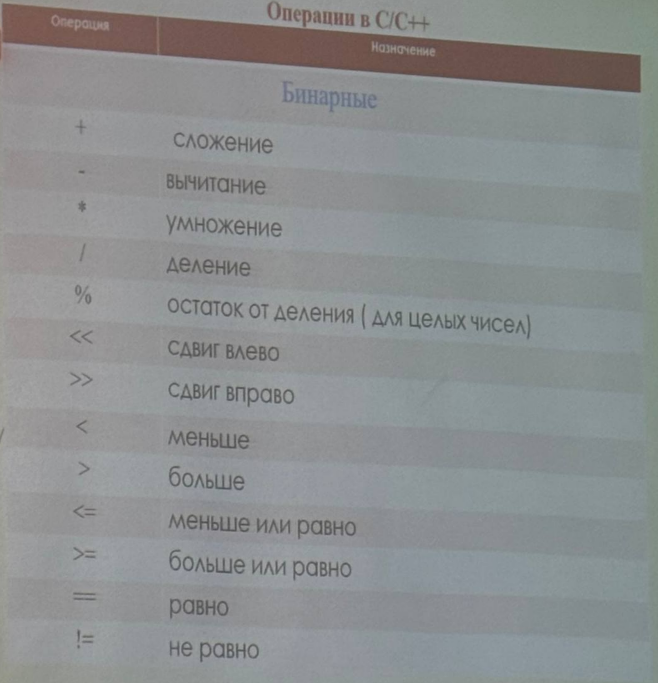 Операции в C/C++
Операция Назначение
Бинарные
+ сложение
- вычитание
* умножение
/ деление
% остаток от деления ( для целых чисел)
<< сдвиг влево
>> сдвиг вправо
< меньше
> больше
<= меньше или равно
>= больше или равно
== равно
!= не равно